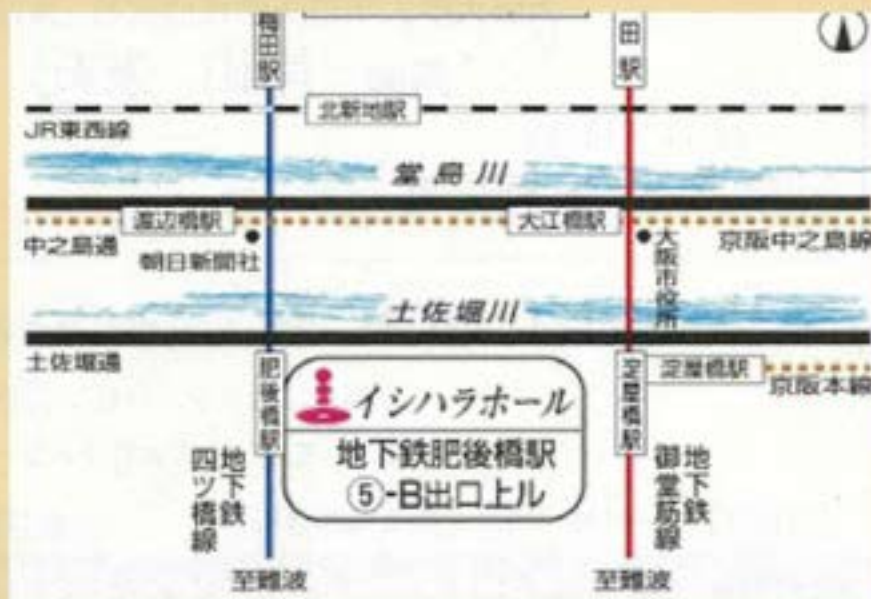 梅田駅
田駅
北新地駅
JR東西線
堂島川
渡辺橋駅
大江橋駅
中之島通
朝日新聞社
大阪市役所
京阪中之島線
土佐堀川
土佐堀通
肥後橋駅
淀屋橋駅
淀屋橋駅
京阪本線
イシハラホール
地下鉄肥後橋駅
⑤-B出口上ル
地下鉄
四ツ橋線
地下鉄
御堂筋線
至難波
至難波